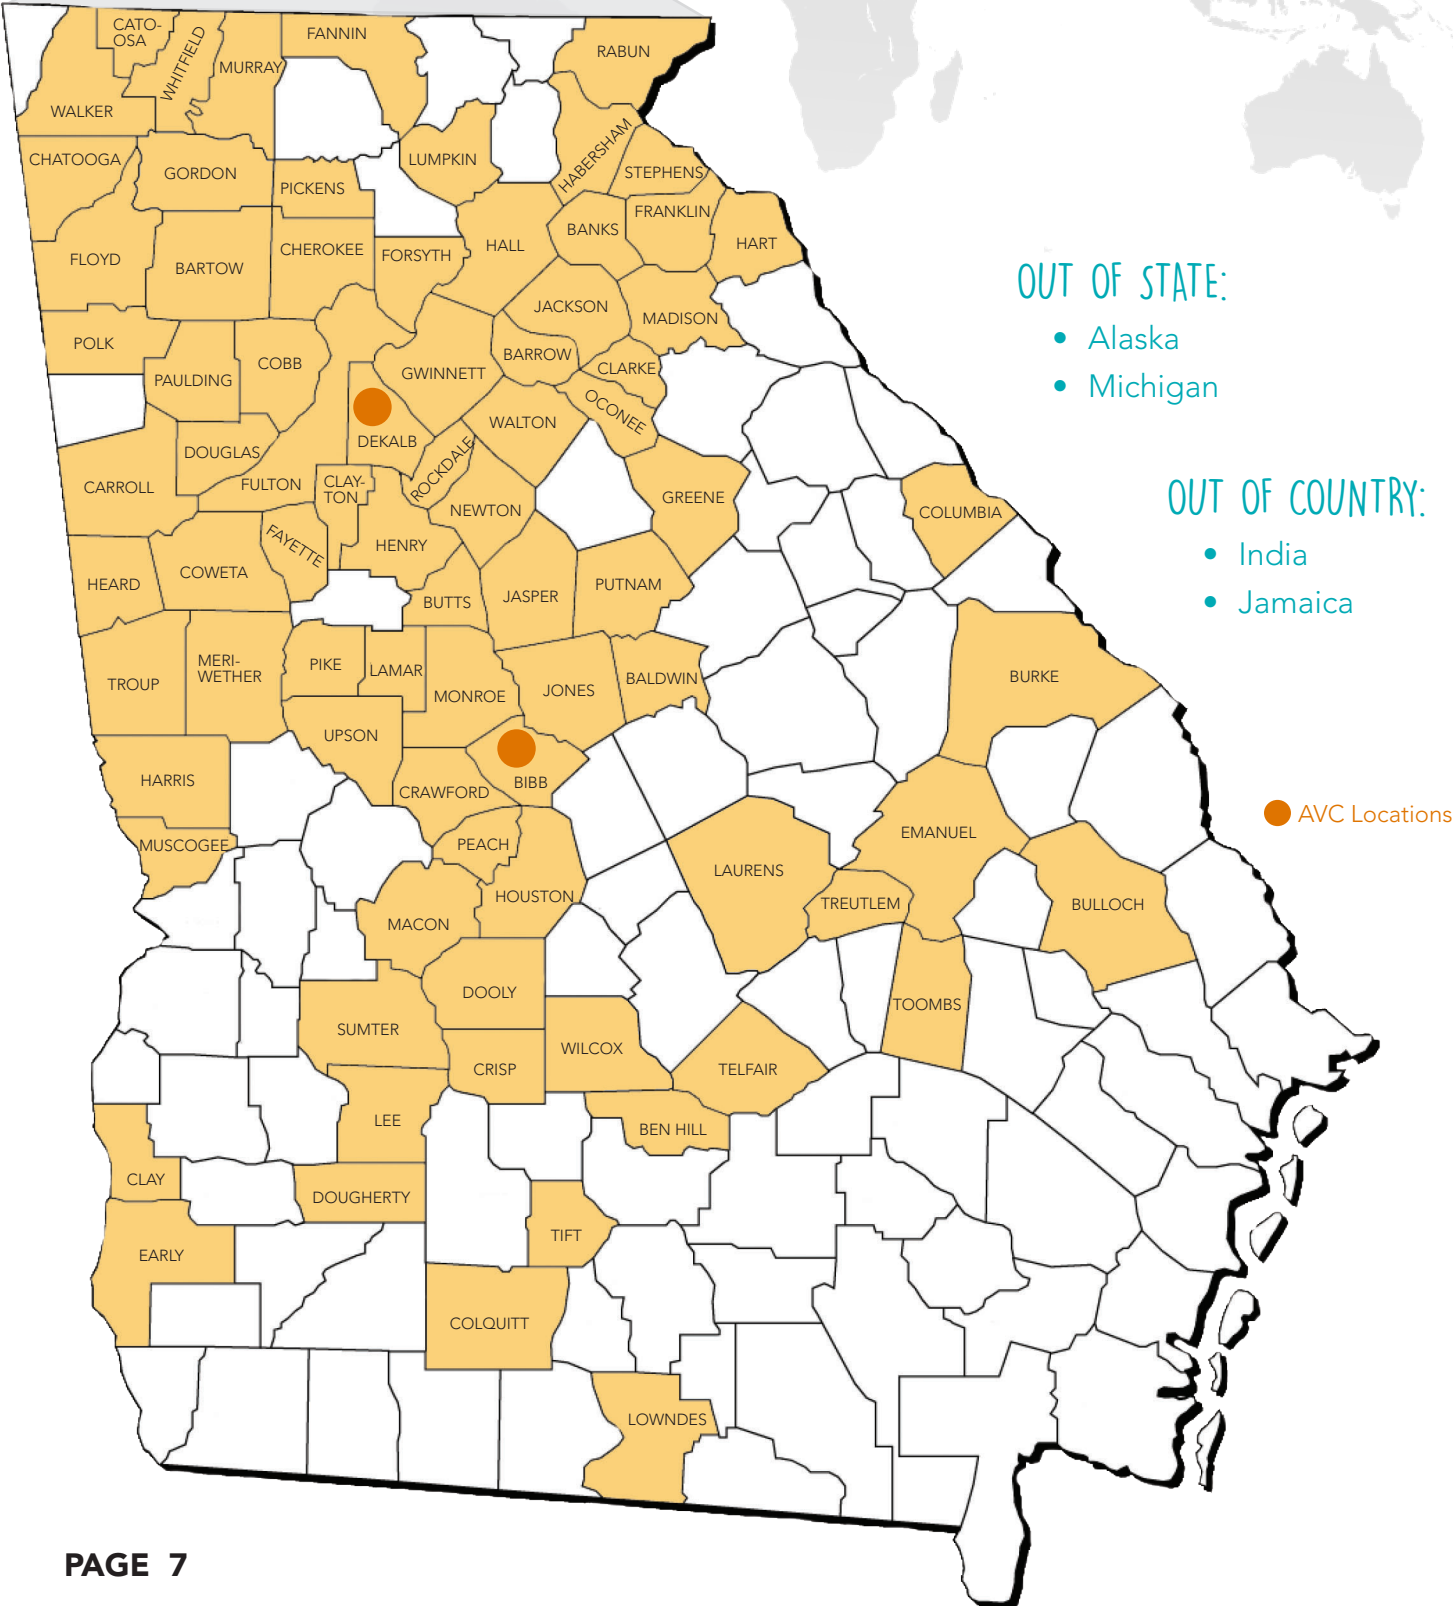 CATO-
OSA
WHITFIELD
MURRAY
FANNIN
RABUN
WALKER
CHATOOGA
GORDON
PICKENS
LUMPKIN
HABERSHAM
STEPHENS
FRANKLIN
BANKS
HART
FLOYD
BARTOW
CHEROKEE
FORSYTH
HALL
JACKSON
MADISON
POLK
PAULDING
COBB
GWINNETT
BARROW
CLARKE
OCONEE
DEKALB
WALTON
DOUGLAS
CARROLL
FULTON
CLAY-
TON
ROCKDALE
NEWTON
GREENE
COLUMBIA
FAYETTE
HENRY
HEARD
COWETA
BUTTS
JASPER
PUTNAM
TROUP
MERI-
WETHER
PIKE
LAMAR
MONROE
JONES
BALDWIN
BURKE
UPSON
HARRIS
CRAWFORD
BIBB
MUSCOGEE
PEACH
HOUSTON
MACON
LAURENS
EMANUEL
TREUTLEM
BULLOCH
DOOLY
SUMTER
CRISP
WILCOX
TELFAIR
TOOMBS
LEE
BEN HILL
CLAY
DOUGHERTY
EARLY
TIFT
COLQUITT
LOWNDES
OUT OF STATE:
• Alaska
• Michigan
OUT OF COUNTRY:
• India
• Jamaica
AVC Locations
PAGE 7